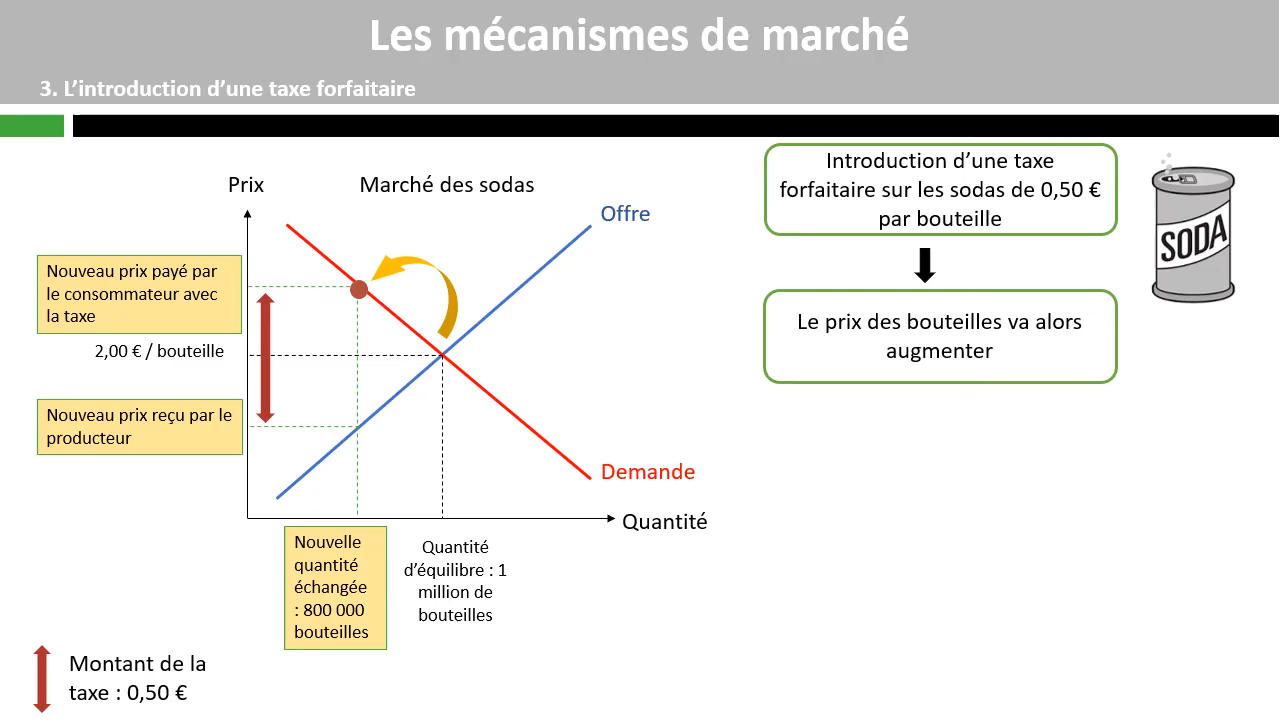 Les mécanismes de marché
3. L’introduction d’une taxe forfaitaire
Prix
Marché des sodas
Offre
Nouveau prix payé par
le consommateur avec
la taxe
2,00 € / bouteille
Nouveau prix reçu par le
producteur
Demande
Quantité
Nouvelle
quantité
échangée
: 800 000
bouteilles
Quantité
d’équilibre : 1
million de
bouteilles
Montant de la
taxe : 0,50 €
Introduction d’une taxe
forfaitaire sur les sodas de 0,50 €
par bouteille
Le prix des bouteilles va alors
augmenter
SODA